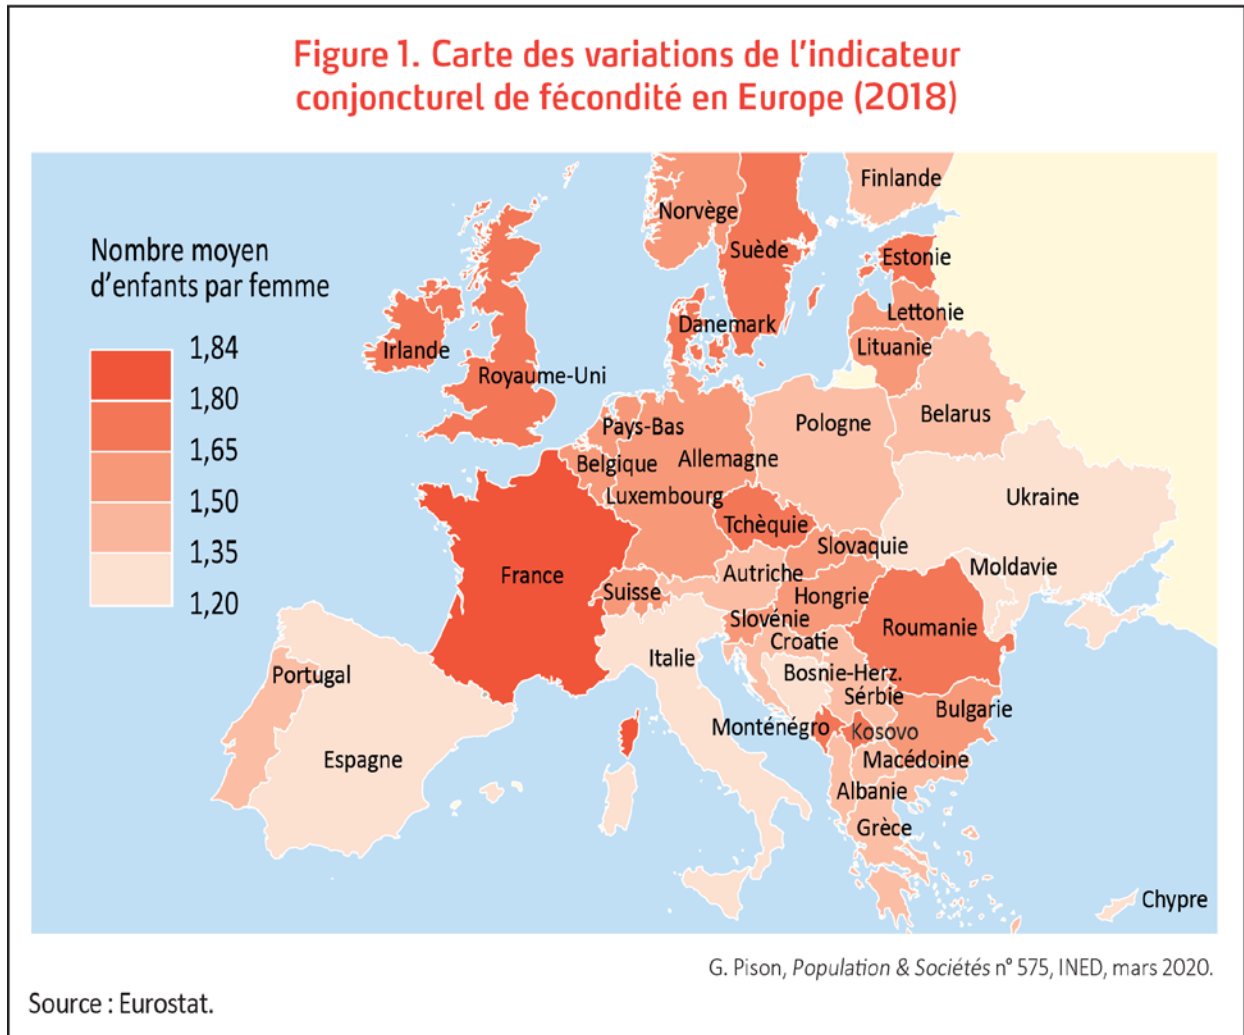 Figure 1. Carte des variations de l'indicateur
conjoncturel de fécondité en Europe (2018)
Nombre moyen
d'enfants par femme
1,84
1,80
1,65
1,50
1,35
1,20
Finlande
Norvège
Suède
Estonie
Lettonie
Danemark
Lituanie
Irlande
Royaume-Uni
Belarus
Pologne
Pays-Bas
Belgique
Allemagne
Luxembourg
Ukraine
Tchèquie
Slovaquie
Moldavie
Autriche
France
Suisse
Hongrie
Slovénie
Roumanie
Croatie
Italie
Bosnie-Herz.
Portugal
Sérbie
Bulgarie
Monténégro
Kosovo
Espagne
Macédoine
Albanie
Grèce
Chypre
G. Pison, Population & Sociétés n° 575, INED, mars 2020.
Source : Eurostat.